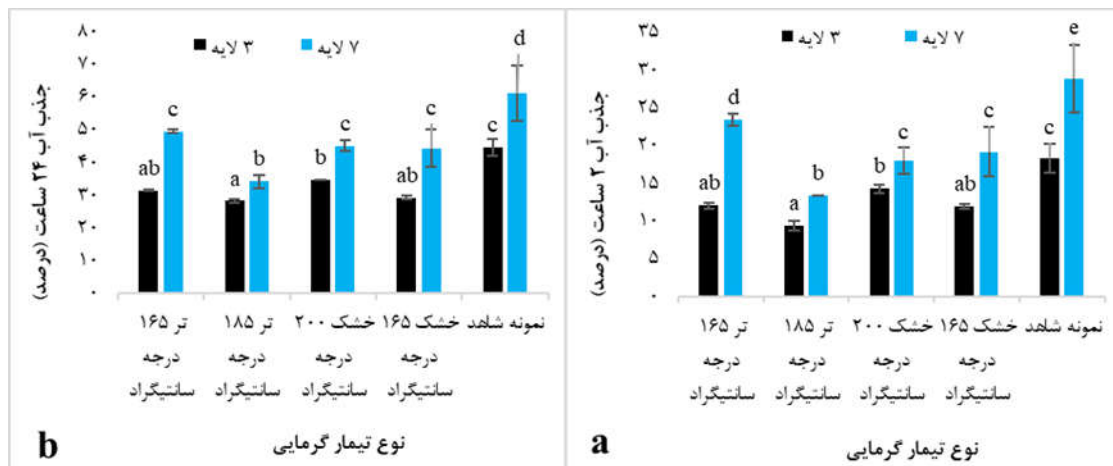 ۸۰
۷۰
۶۰
۵۰
۴۰
۳۰
۲۰
۱۰
۰
جذب آب ۲۴ ساعت (درصد)
۳ لایه
۷ لایه
ab
c
a
b
b
c
ab
c
c
d
تر ۱۶۵ درجه سانتیگراد
تر ۱۸۵ درجه سانتیگراد
خشک ۲۰۰ درجه سانتیگراد
خشک ۱۶۵ درجه سانتیگراد
نمونه شاهد
نوع تیمار گرمایی
b
۳۵
۳۰
۲۵
۲۰
۱۵
۱۰
۵
۰
جذب آب ۲ ساعت (درصد)
۳ لایه
۷ لایه
ab
d
a
b
b
c
ab
c
c
e
تر ۱۶۵ درجه سانتیگراد
تر ۱۸۵ درجه سانتیگراد
خشک ۲۰۰ درجه سانتیگراد
خشک ۱۶۵ درجه سانتیگراد
نمونه شاهد
نوع تیمار گرمایی
a